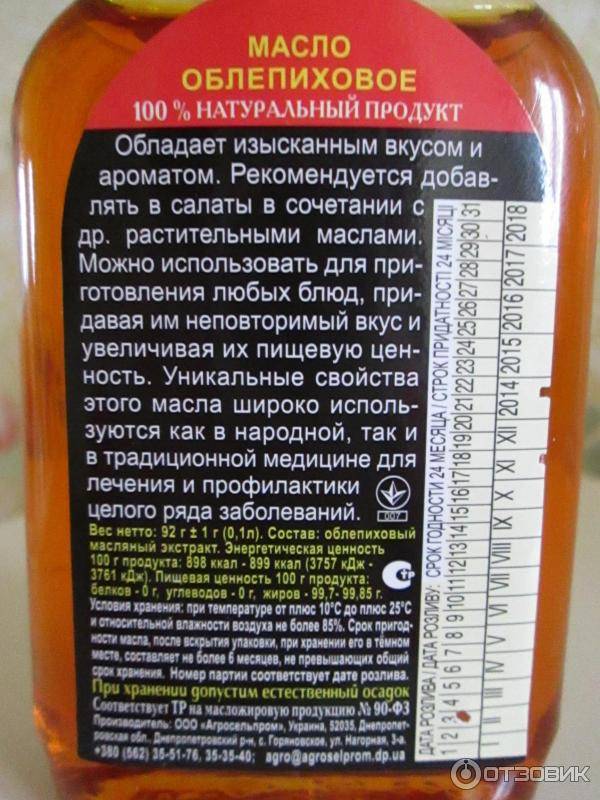 МАСЛО
ОБЛЕПИХОВОЕ
100 % НАТУРАЛЬНЫЙ ПРОДУКТ
Обладает изысканным вкусом и
ароматом. Рекомендуется добав-
лять в салаты в сочетании с
др. растительными маслами.
Можно использовать для при-
готовления любых блюд, при-
давая им неповторимый вкус и
увеличивая их пищевую цен-
ность. Уникальные свойства
этого масла широко исполь-
зуются как в народной, так и
в традиционной медицине для
лечения и профилактики
целого ряда заболеваний.
007
Вес нетто: 92 г ± 1 г (0,1л). Состав: облепиховый
масляный экстракт. Энергетическая ценность
100 г продукта: 898 ккал - 899 ккал (3757 кДж -
3761 кДж). Пищевая ценность 100 г продукта:
белков - 0 г, углеводов - 0 г, жиров - 99,7- 99,85 г.
СТР
Условия хранения: при температуре от плюс 10°С до плюс 25°С
и относительной влажности воздуха не более 85%. Срок пригод-
ности масла, после вскрытия упаковки, при хранении его в тёмном
месте, составляет не более 6 месяцев, не превышающих общий
срок хранения. Номер партии соответствует дате розлива.
При хранении допустим естественный осадок
Соответствует ТР на масложировую продукцию № 90-ФЗ
Производитель: ООО «Агросельпром», Украина, 52035, Днепропет-
ровская обл., Днепропетровский р-н, с. Горяновское, ул. Нагорная, 3-а.
+380 (562) 35-51-76, 35-35-40; agro@agroselprom.dp.ua
ДАТА РОЗЛИВА. /ДАТА РОЗЛИВУ: СРОК ГОДНОСТИ 24 МЕСЯЦА / СТРОК ПРИДАТНОСТІ 24 МІСЯЦІ
1 2 3 4 5 6 7 8 9 10 11 12 13 14 15 16 17 18 19 20 21 22 23 24 25 26 27 28 29 30 31
I II III IV V VI VII VIII IX X XI XII 2014 2015 2016 2017 2018
ОТЗОВИК